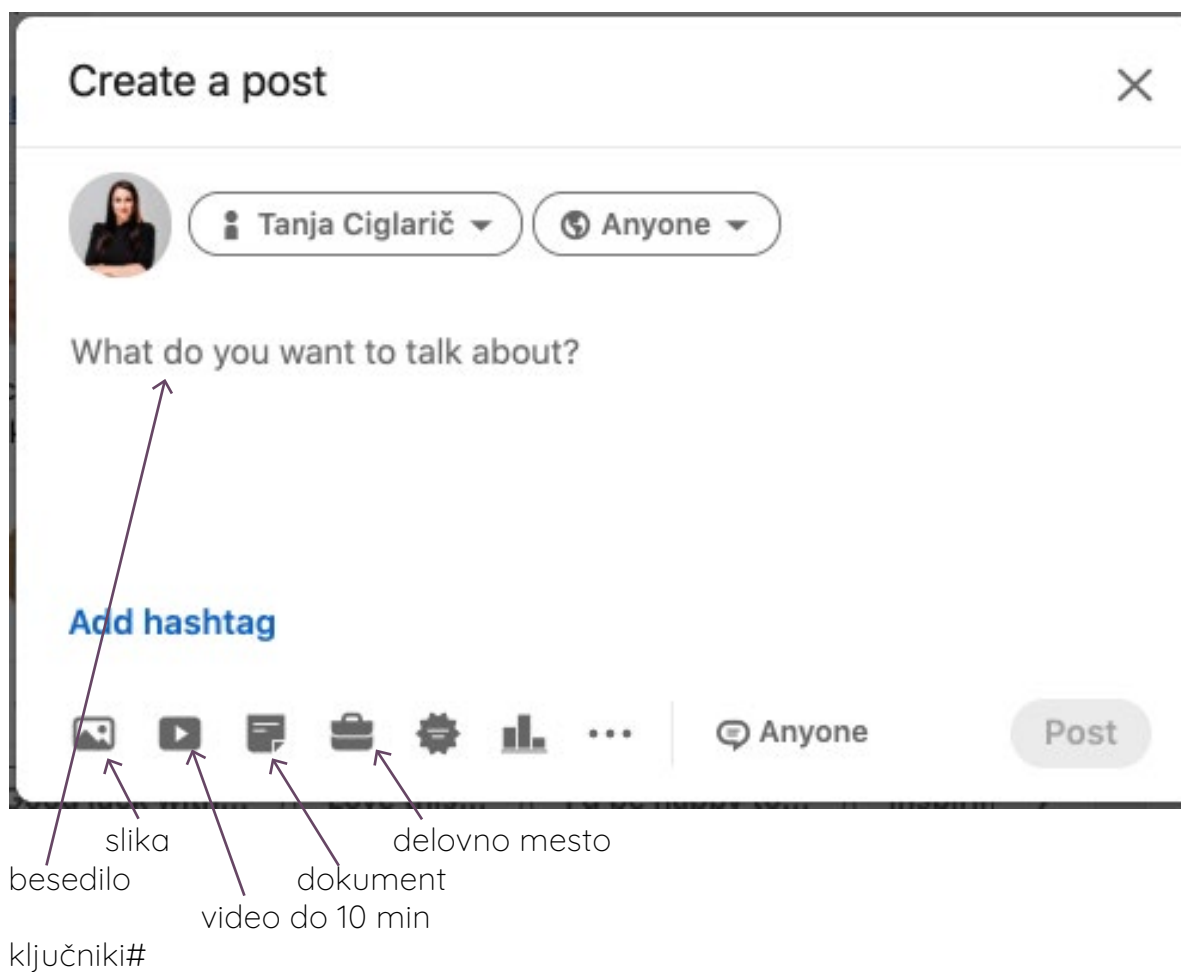 Create a post
Tanja Ciglarič Anyone
What do you want to talk about?
Add hashtag
Anyone Post
slika delovno mesto
besedilo dokument
video do 10 min
ključniki#